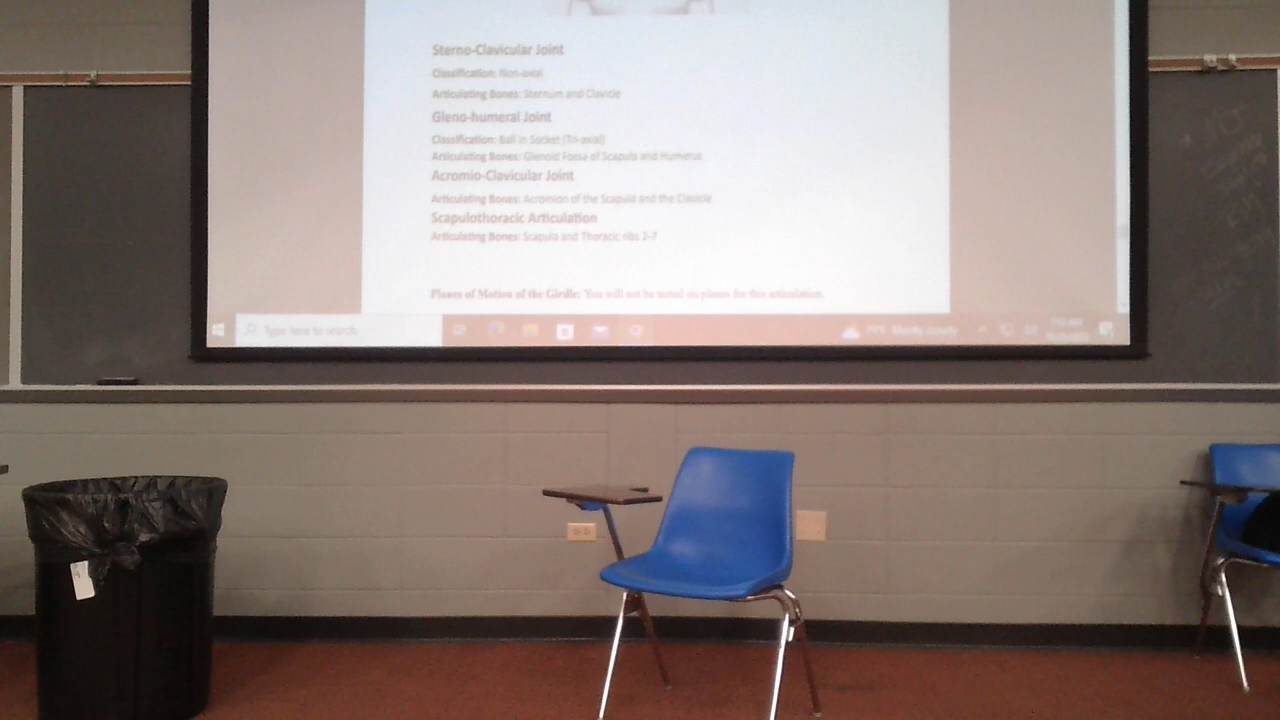 Sterno-Clavicular Joint
Classification: Non-axial
Articulating Bones: Sternum and Clavicle
Gleno-humeral Joint
Classification: Ball in Socket (Tri-axial)
Articulating Bones: Glenoid Fossa of Scapula and Humerus
Acromio-Clavicular Joint
Articulating Bones: Acromion of the Scapula and the Clavicle
Scapulothoracic Articulation
Articulating Bones: Scapula and Thoracic ribs 2-7
Planes of Motion of the Girdle: You will not be tested on planes for this articulation.
Type here to search
79°F Mostly cloudy